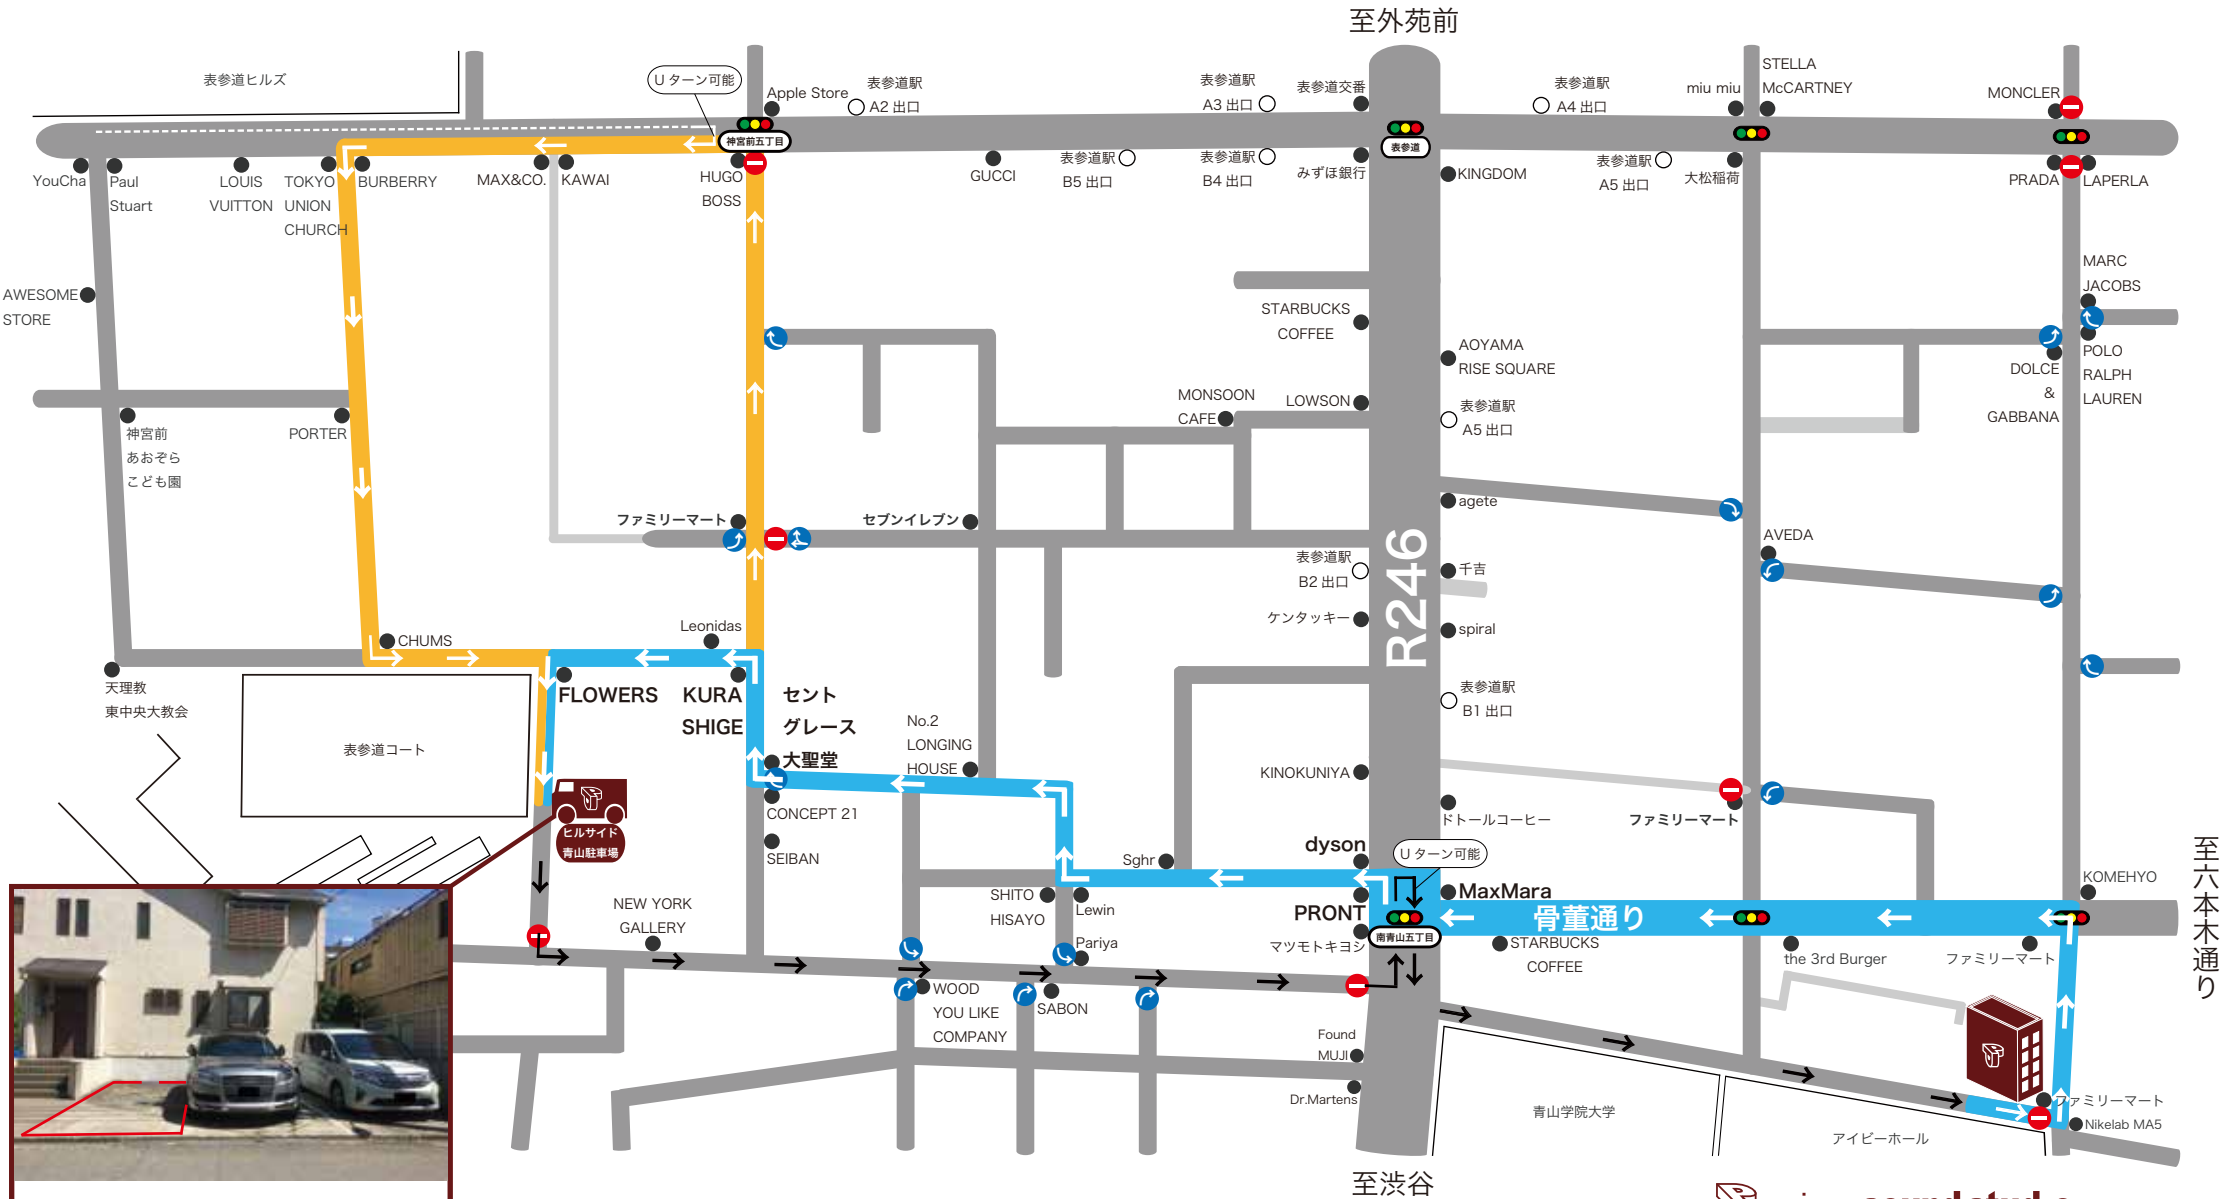 至外苑前
表参道ヒルズ
Uターン可能
Apple Store
表参道駅
A2 出口
表参道駅
A3 出口
表参道交番
表参道駅
A4 出口
miu miu
STELLA
McCARTNEY
MONCLER
神宮前五丁目
表参道
YouCha
Paul
Stuart
LOUIS
VUITTON
TOKYO
UNION
CHURCH
BURBERRY
MAX&CO.
KAWAI
HUGO
BOSS
GUCCI
表参道駅
B5 出口
表参道駅
B4 出口
みずほ銀行
KINGDOM
表参道駅
A5 出口
大松稲荷
PRADA
LAPERLA
AWESOME
STORE
MARC
JACOBS
STARBUCKS
COFFEE
AOYAMA
RISE SQUARE
POLO
RALPH
LAUREN
DOLCE
&
GABBANA
MONSOON
CAFE
LOWSON
表参道駅
A5 出口
神宮前
あおぞら
こども園
PORTER
ファミリーマート
セブンイレブン
agete
R246
AVEDA
表参道駅
B2 出口
千吉
ケンタッキー
spiral
CHUMS
Leonidas
天理教
東中央大教会
FLOWERS
KURA
SHIGE
セント
グレース
大聖堂
表参道駅
B1 出口
表参道コート
No.2
LONGING
HOUSE
KINOKUNIYA
CONCEPT 21
ドトールコーヒー
ファミリーマート
ヒルサイド
青山駐車場
SEIBAN
Sghr
dyson
Uターン可能
MaxMara
KOMEHYO
至六本木通り
NEW YORK
GALLERY
SHITO
HISAYO
Lewin
PRONT
骨董通り
南青山五丁目
マツモトキヨシ
Pariya
STARBUCKS
COFFEE
the 3rd Burger
ファミリーマート
WOOD
YOU LIKE
COMPANY
SABON
Found
MUJI
Dr.Martens
青山学院大学
アイビーホール
ファミリーマート
Nikelab MA5
至渋谷